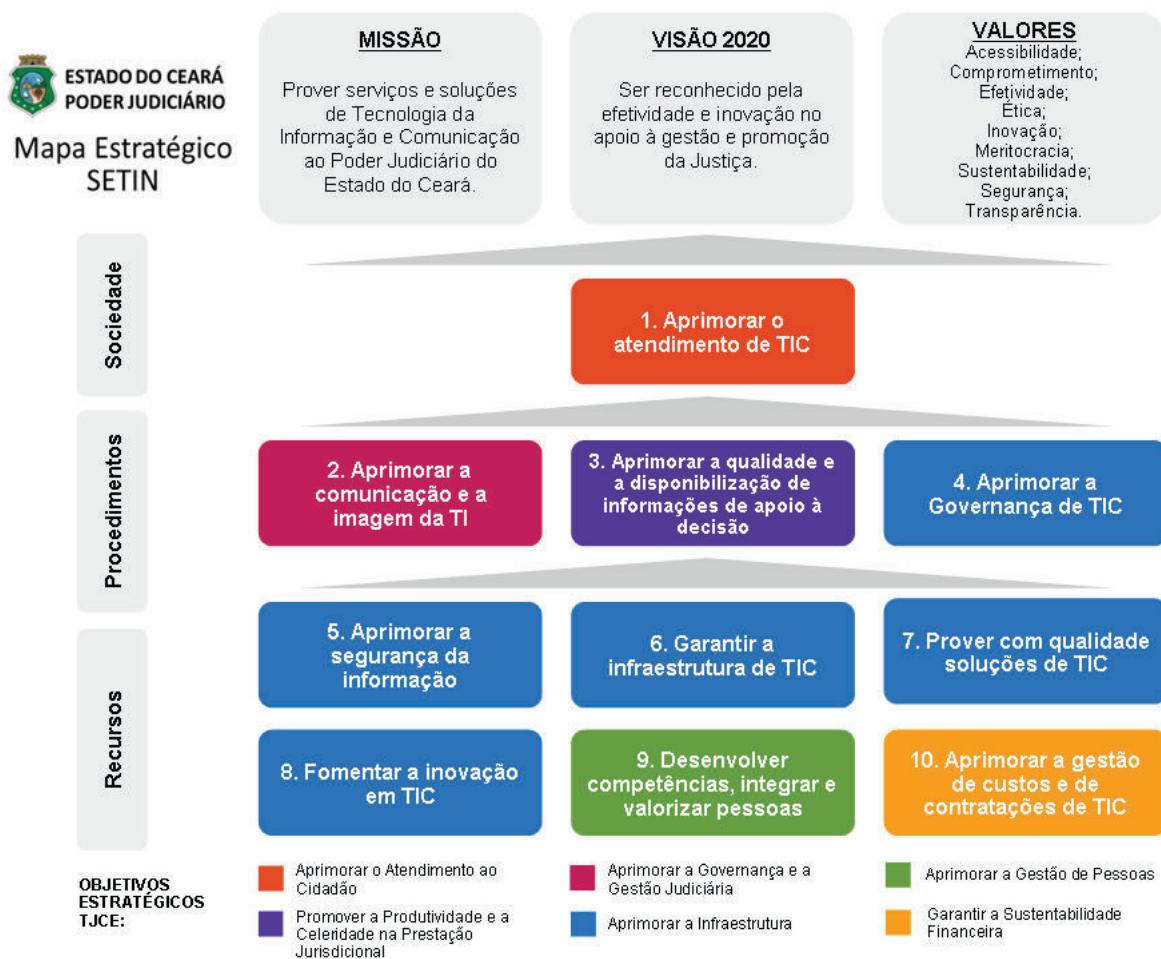 ESTADO DO CEARÁ
PODER JUDICIÁRIO
Mapa Estratégico
SETIN
MISSÃO
Prover serviços e soluções
de Tecnologia da
Informação e Comunicação
ao Poder Judiciário do
Estado do Ceará.
VISÃO 2020
Ser reconhecido pela
efetividade e inovação no
apoio à gestão e promoção
da Justiça.
VALORES
Acessibilidade;
Comprometimento;
Efetividade;
Ética;
Inovação;
Meritocracia;
Sustentabilidade;
Segurança;
Transparência.
Sociedade
1. Aprimorar o
atendimento de TIC
Procedimentos
2. Aprimorar a
comunicação e a
imagem da TI
3. Aprimorar a qualidade e
a disponibilização de
informações de apoio à
decisão
4. Aprimorar a
Governança de TIC
Recursos
5. Aprimorar a
segurança da
informação
6. Garantir a
infraestrutura de TIC
7. Prover com qualidade
soluções de TIC
8. Fomentar a inovação
em TIC
9. Desenvolver
competências, integrar e
valorizar pessoas
10. Aprimorar a gestão
de custos e de
contratações de TIC
OBJETIVOS
ESTRATÉGICOS
TJCE:
Aprimorar o Atendimento ao
Cidadão
Promover a Produtividade e a
Celeridade na Prestação
Jurisdicional
Aprimorar a Governança e a
Gestão Judiciária
Aprimorar a Infraestrutura
Aprimorar a Gestão de Pessoas
Garantir a Sustentabilidade
Financeira